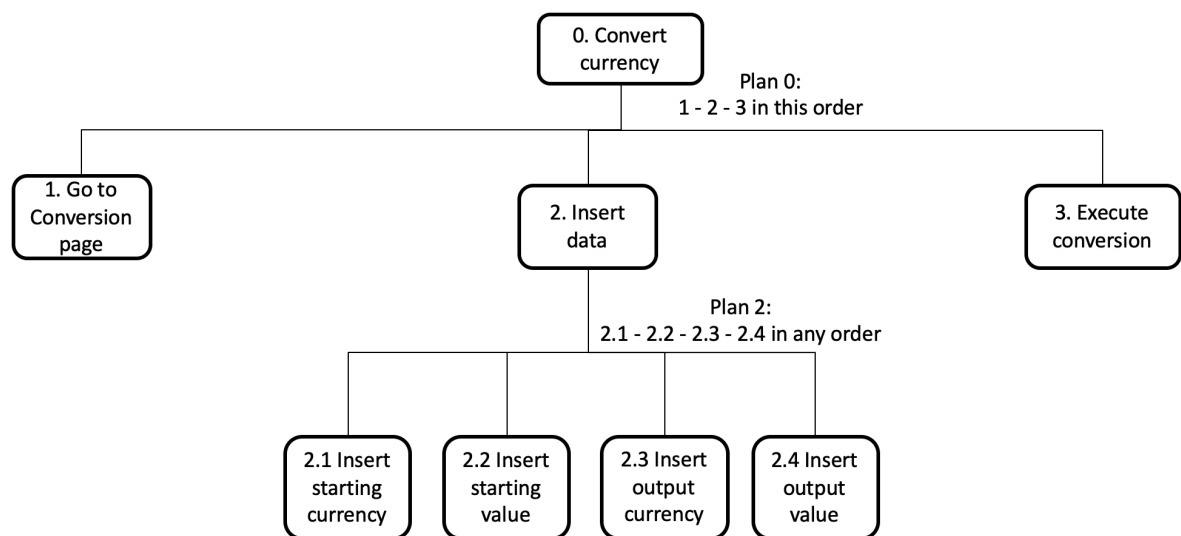 0. Convert
currency
Plan 0:
1 - 2 - 3 in this order
1. Go to
Conversion
page
2. Insert
data
3. Execute
conversion
Plan 2:
2.1 - 2.2 - 2.3 - 2.4 in any order
2.1 Insert
starting
currency
2.2 Insert
starting
value
2.3 Insert
output
currency
2.4 Insert
output
value